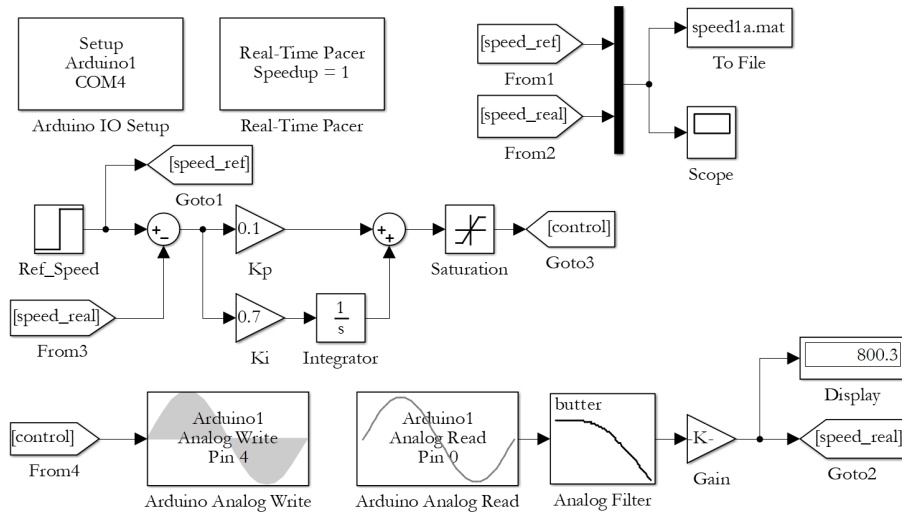 Setup
Arduino1
COM4
Arduino IO Setup
Real-Time Pacer
Speedup = 1
Real-Time Pacer
[speed_ref]
From1
[speed_real]
From2
speed1a.mat
To File
Scope
[speed_ref]
Goto1
Ref_Speed
+
−
0.1
Kp
+
+
Saturation
[control]
Goto3
[speed_real]
From3
0.7
Ki
1
s
Integrator
800.3
Display
[control]
From4
Arduino1
Analog Write
Pin 4
Arduino Analog Write
Arduino1
Analog Read
Pin 0
Arduino Analog Read
butter
Analog Filter
-K-
Gain
[speed_real]
Goto2